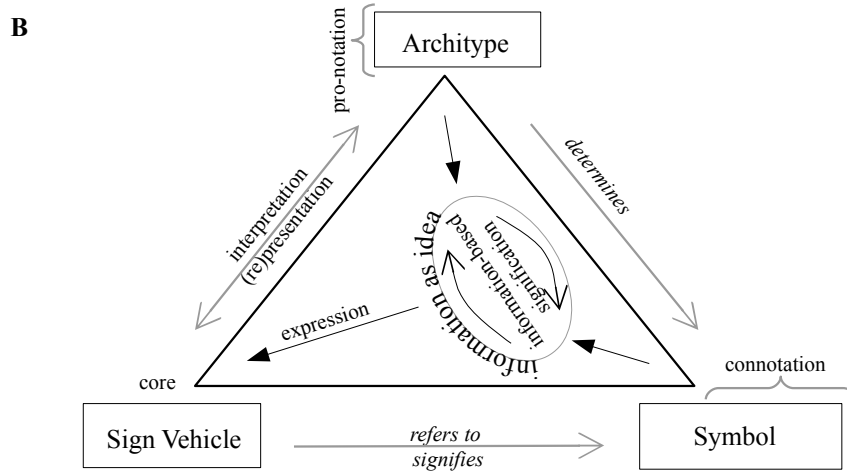 B
Architype
pro-notation
interpretation
(re)presentation
determines
information as idea
information-based
signification
expression
core
connotation
Sign Vehicle
refers to
signifies
Symbol